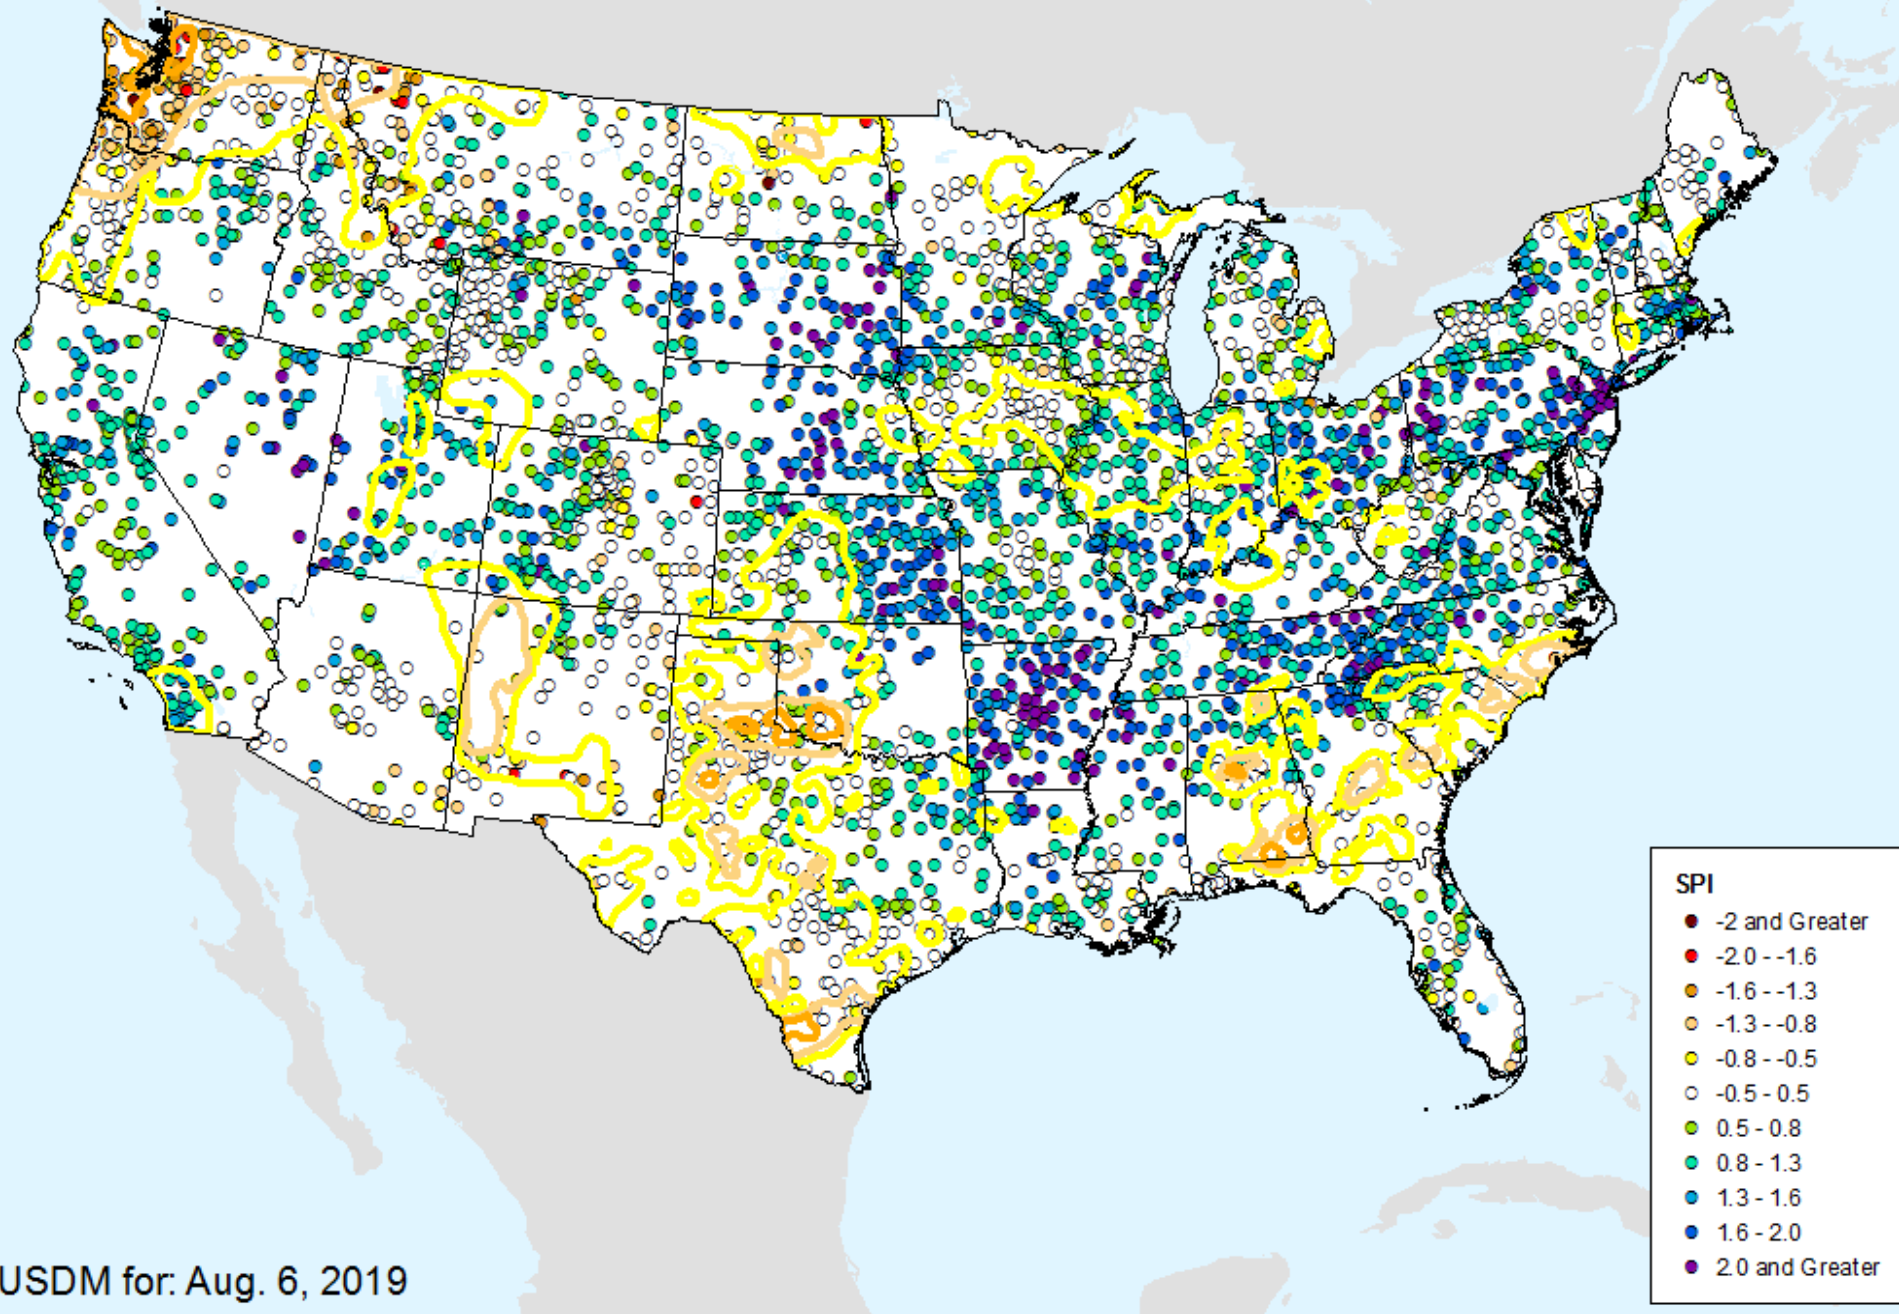 SPI
-2 and Greater
-2.0 - -1.6
-1.6 - -1.3
-1.3 - -0.8
-0.8 - -0.5
-0.5 - 0.5
0.5 - 0.8
0.8 - 1.3
1.3 - 1.6
1.6 - 2.0
2.0 and Greater
USDM for: Aug. 6, 2019